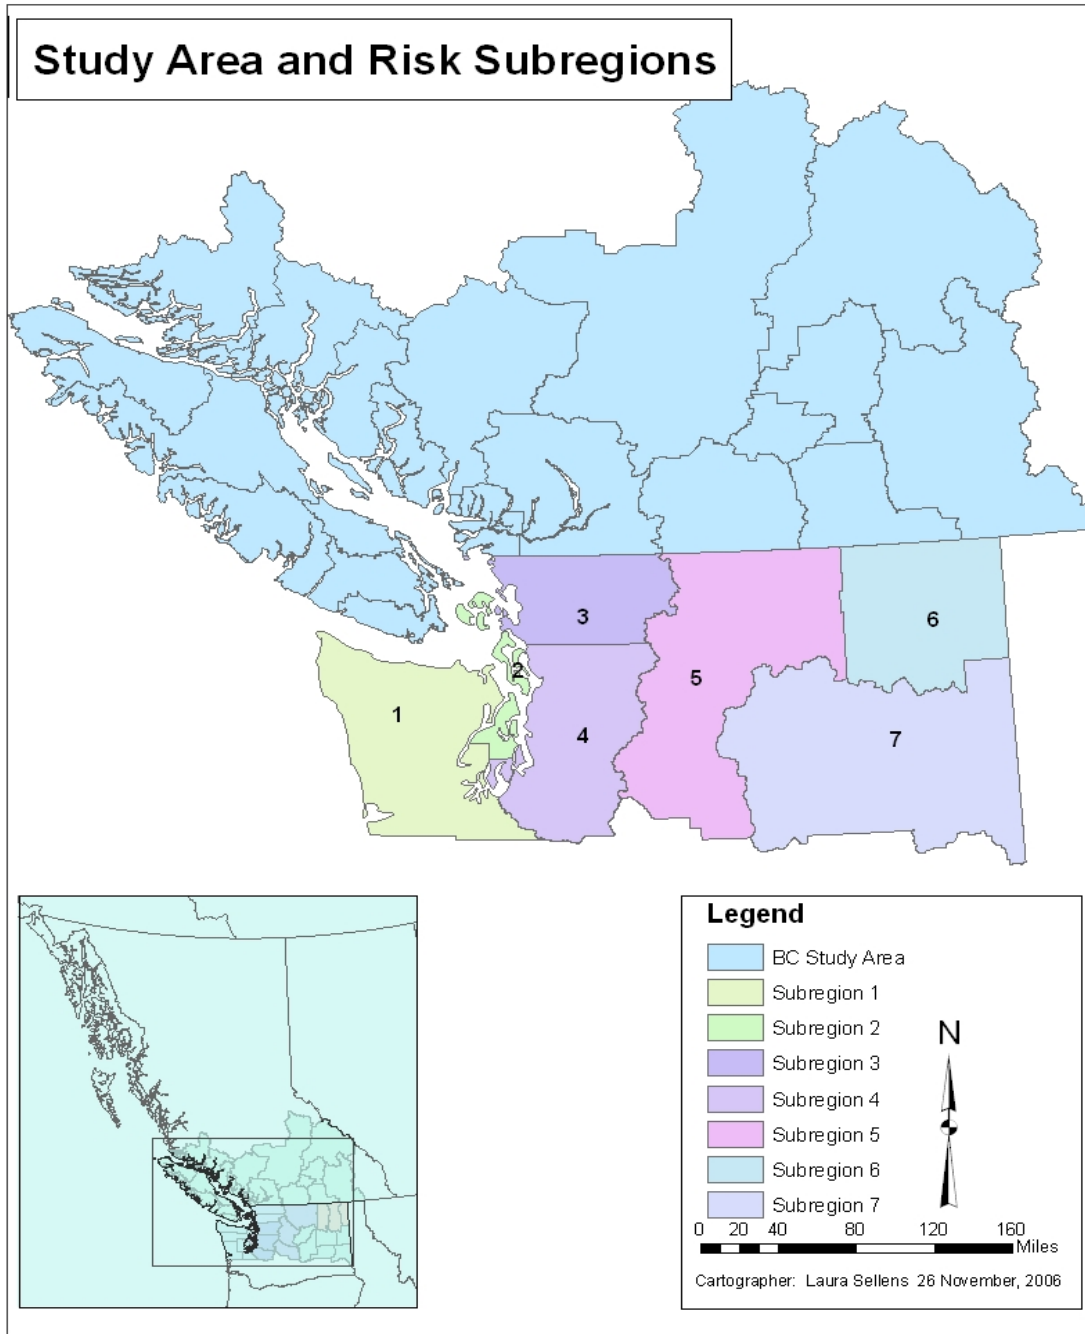 Study Area and Risk Subregions
3
6
2
5
1
4
7
Legend
BC Study Area
Subregion 1
Subregion 2
Subregion 3
Subregion 4
Subregion 5
Subregion 6
Subregion 7
N
0 20 40 80 120 160
Miles
Cartographer: Laura Sellens 26 November, 2006